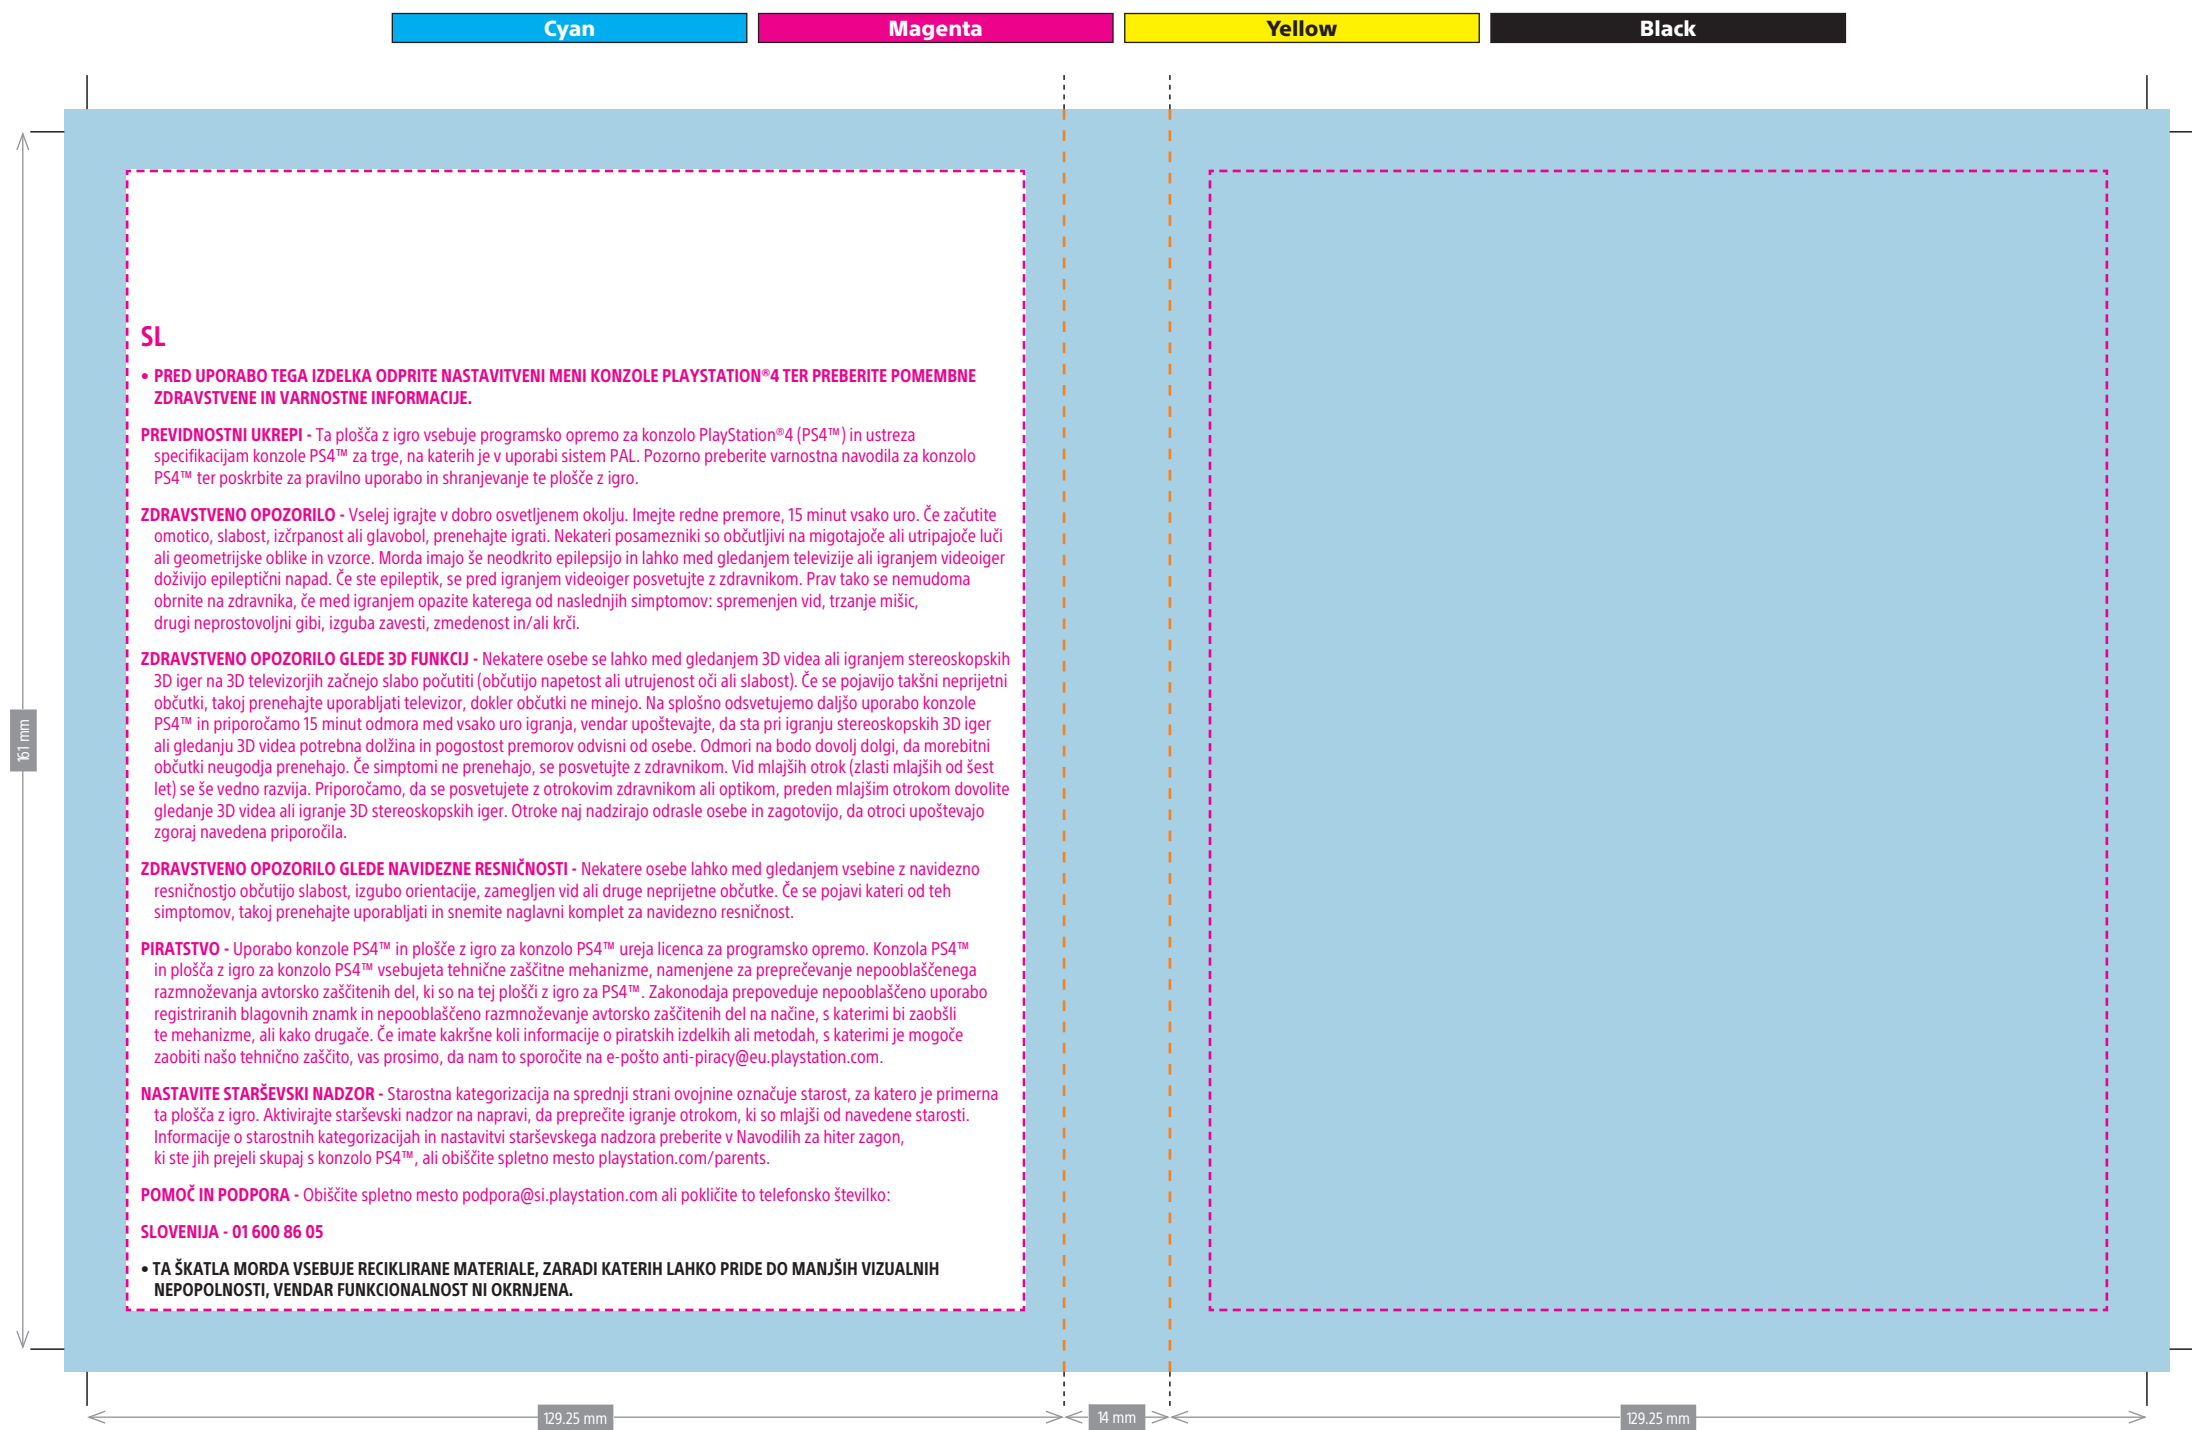 Cyan Magenta Yellow Black
SL
• PRED UPORABO TEGA IZDELKA ODPRITE NASTAVITVENI MENI KONZOLE PLAYSTATION®4 TER PREBERITE POMEMBNE
ZDRAVSTVENE IN VARNOSTNE INFORMACIJE.
PREVIDNOSTNI UKREPI - Ta plošča z igro vsebuje programsko opremo za konzolo PlayStation®4 (PS4™) in ustreza
specifikacijam konzole PS4™ za trge, na katerih je v uporabi sistem PAL. Pozorno preberite varnostna navodila za konzolo
PS4™ ter poskrbite za pravilno uporabo in shranjevanje te plošče z igro.
ZDRAVSTVENO OPOZORILO - Vselej igrajte v dobro osvetljenem okolju. Imejte redne premore, 15 minut vsako uro. Če začutite
omotico, slabost, izčrpanost ali glavobol, prenehajte igrati. Nekateri posamezniki so občutljivi na migotajoče ali utripajoče luči
ali geometrijske oblike in vzorce. Morda imajo še neodkrito epilepsijo in lahko med gledanjem televizije ali igranjem videoiger
doživijo epileptični napad. Če ste epileptik, se pred igranjem videoiger posvetujte z zdravnikom. Prav tako se nemudoma
obrnite na zdravnika, če med igranjem opazite katerega od naslednjih simptomov: spremenjen vid, trzanje mišic,
drugi neprostovoljni gibi, izguba zavesti, zmedenost in/ali krči.
ZDRAVSTVENO OPOZORILO GLEDE 3D FUNKCIJ - Nekatere osebe se lahko med gledanjem 3D videa ali igranjem stereoskopskih
3D iger na 3D televizorjih začnejo slabo počutiti (občutijo napetost ali utrujenost oči ali slabost). Če se pojavijo takšni neprijetni
občutki, takoj prenehajte uporabljati televizor, dokler občutki ne minejo. Na splošno odsvetujemo daljšo uporabo konzole
PS4™ in priporočamo 15 minut odmora med vsako uro igranja, vendar upoštevajte, da sta pri igranju stereoskopskih 3D iger
ali gledanju 3D videa potrebna dolžina in pogostost premorov odvisni od osebe. Odmori na bodo dovolj dolgi, da morebitni
občutki neugodja prenehajo. Če simptomi ne prenehajo, se posvetujte z zdravnikom. Vid mlajših otrok (zlasti mlajših od šest
let) se še vedno razvija. Priporočamo, da se posvetujete z otrokovim zdravnikom ali optikom, preden mlajšim otrokom dovolite
gledanje 3D videa ali igranje 3D stereoskopskih iger. Otroke naj nadzirajo odrasle osebe in zagotovijo, da otroci upoštevajo
zgoraj navedena priporočila.
ZDRAVSTVENO OPOZORILO GLEDE NAVIDEZNE RESNIČNOSTI - Nekatere osebe lahko med gledanjem vsebine z navidezno
resničnostjo občutijo slabost, izgubo orientacije, zamegljen vid ali druge neprijetne občutke. Če se pojavi kateri od teh
simptomov, takoj prenehajte uporabljati in snemite naglavni komplet za navidezno resničnost.
PIRATSTVO - Uporabo konzole PS4™ in plošče z igro za konzolo PS4™ ureja licenca za programsko opremo. Konzola PS4™
in plošča z igro za konzolo PS4™ vsebujeta tehnične zaščitne mehanizme, namenjene za preprečevanje nepooblaščenega
razmnoževanja avtorsko zaščitenih del, ki so na tej plošči z igro za PS4™. Zakonodaja prepoveduje nepooblaščeno uporabo
registriranih blagovnih znamk in nepooblaščeno razmnoževanje avtorsko zaščitenih del na načine, s katerimi bi zaobšli
te mehanizme, ali kako drugače. Če imate kakršne koli informacije o piratskih izdelkih ali metodah, s katerimi je mogoče
zaobiti našo tehnično zaščito, vas prosimo, da nam to sporočite na e-pošto anti-piracy@eu.playstation.com.
NASTAVITE STARŠEVSKI NADZOR - Starostna kategorizacija na sprednji strani ovojnine označuje starost, za katero je primerna
ta plošča z igro. Aktivirajte starševski nadzor na napravi, da preprečite igranje otrokom, ki so mlajši od navedene starosti.
Informacije o starostnih kategorizacijah in nastavitvi starševskega nadzora preberite v Navodilih za hiter zagon,
ki ste jih prejeli skupaj s konzolo PS4™, ali obiščite spletno mesto playstation.com/parents.
POMOČ IN PODPORA - Obiščite spletno mesto podpora@si.playstation.com ali pokličite to telefonsko številko:
SLOVENIJA - 01 600 86 05
• TA ŠKATLA MORDA VSEBUJE RECIKLIRANE MATERIALE, ZARADI KATERIH LAHKO PRIDE DO MANJŠIH VIZUALNIH
NEPOPOLNOSTI, VENDAR FUNKCIONALNOST NI OKRNJENA.
161 mm
129.25 mm 14 mm 129.25 mm